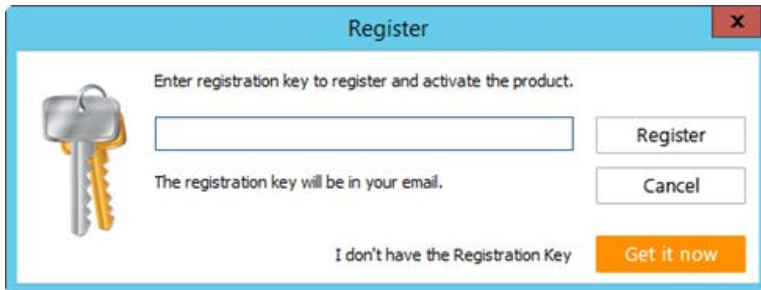 Register
Enter registration key to register and activate the product.
Register
The registration key will be in your email.
Cancel
I don't have the Registration Key
Get it now